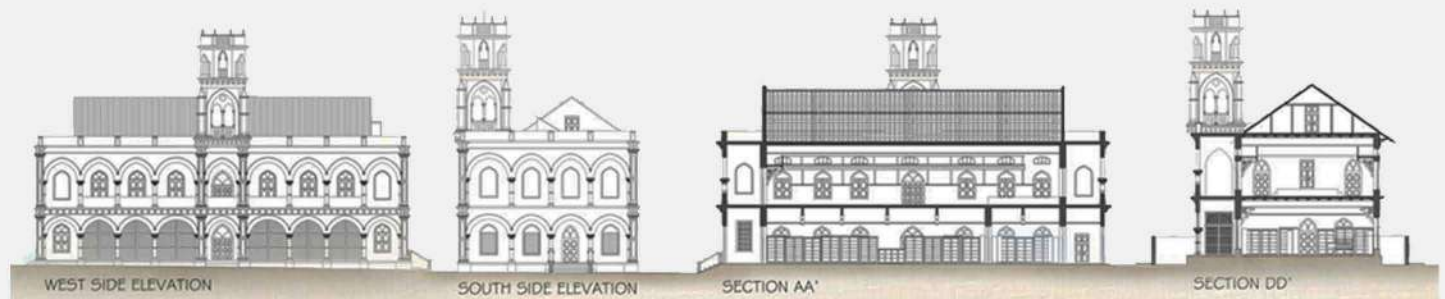 WEST SIDE ELEVATION
SOUTH SIDE ELEVATION
SECTION AA'
SECTION DD'